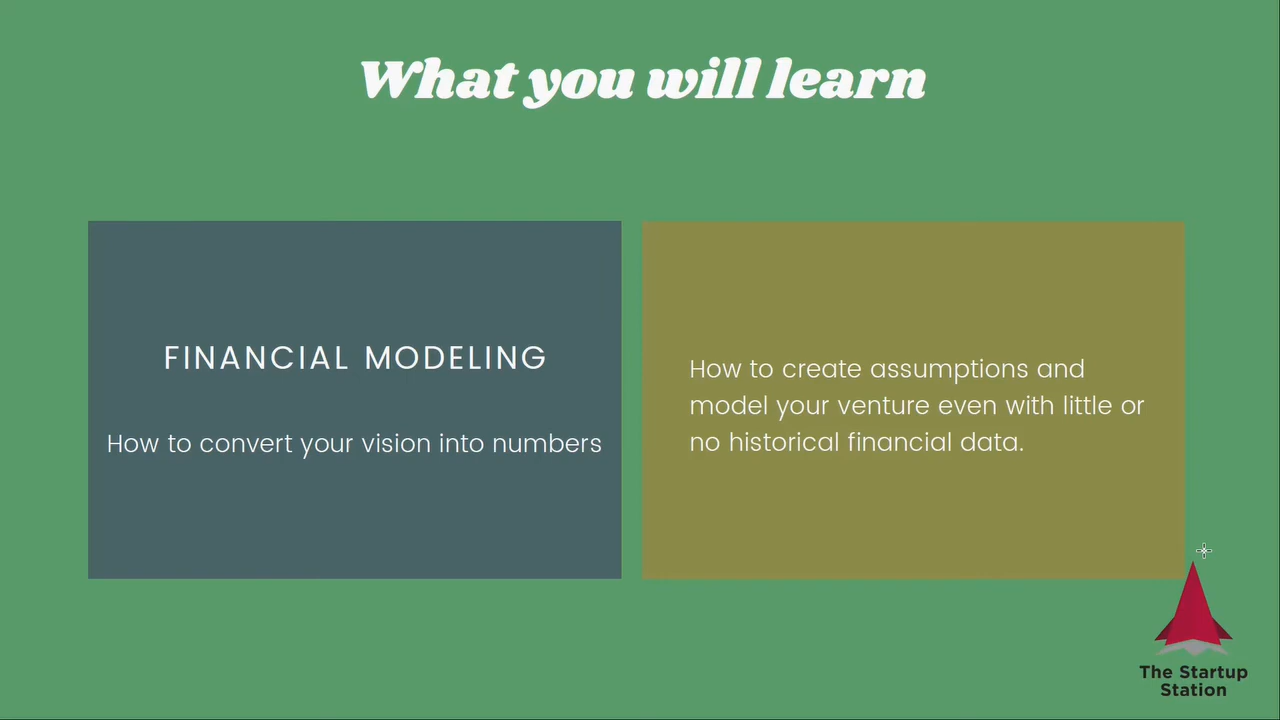 What you will learn
FINANCIAL MODELING
How to convert your vision into numbers
How to create assumptions and
model your venture even with little or
no historical financial data.
The Startup
Station